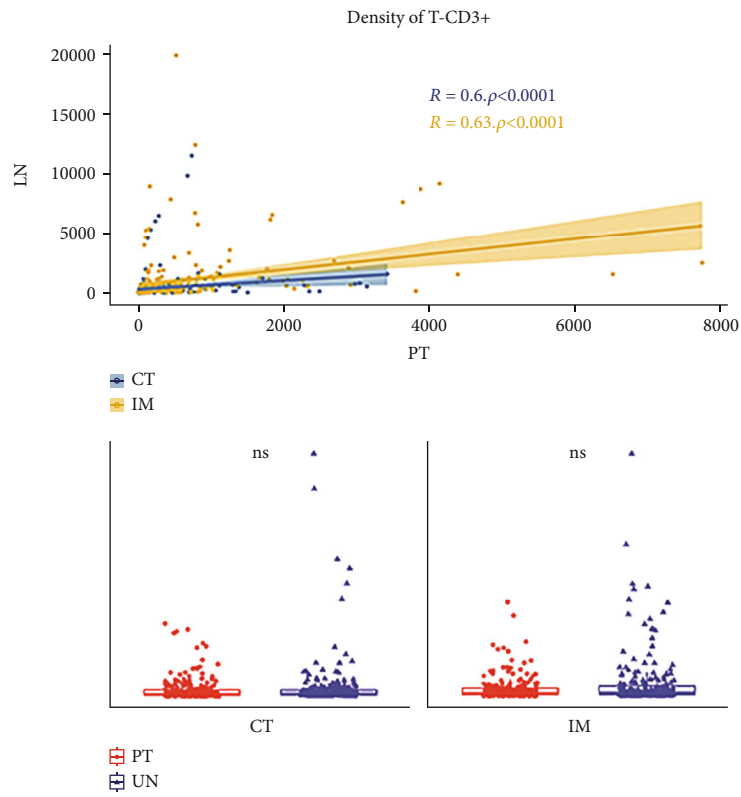 Density of T-CD3+
20000
15000
10000
5000
0
LN
R = 0.6.ρ<0.0001
R = 0.63.ρ<0.0001
0 2000 4000 6000 8000
PT
CT
IM
ns ns
CT IM
PT
UN